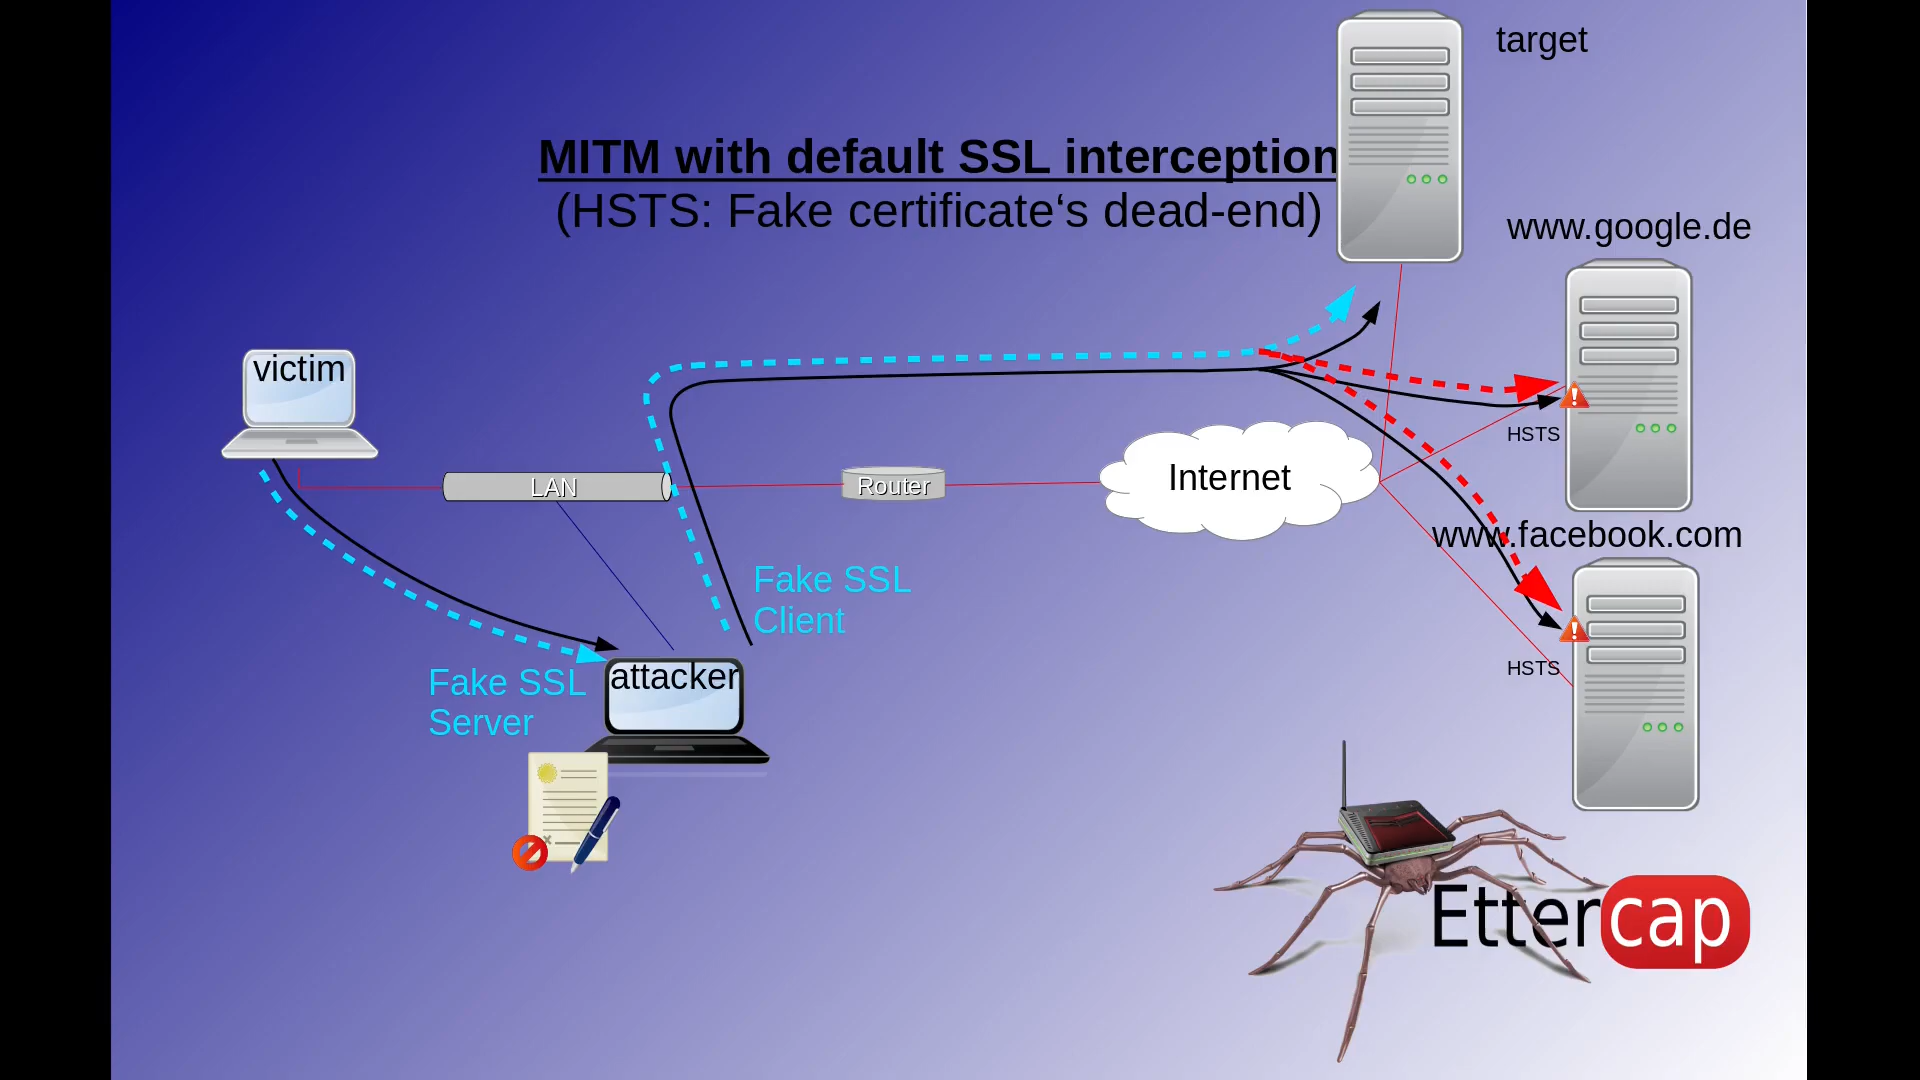 target
MITM with default SSL interception
(HSTS: Fake certificate‘s dead-end)
www.google.de
victim
HSTS
LAN
Router
Internet
www.facebook.com
Fake SSL
Client
HSTS
attacker
Fake SSL
Server
Ettercap